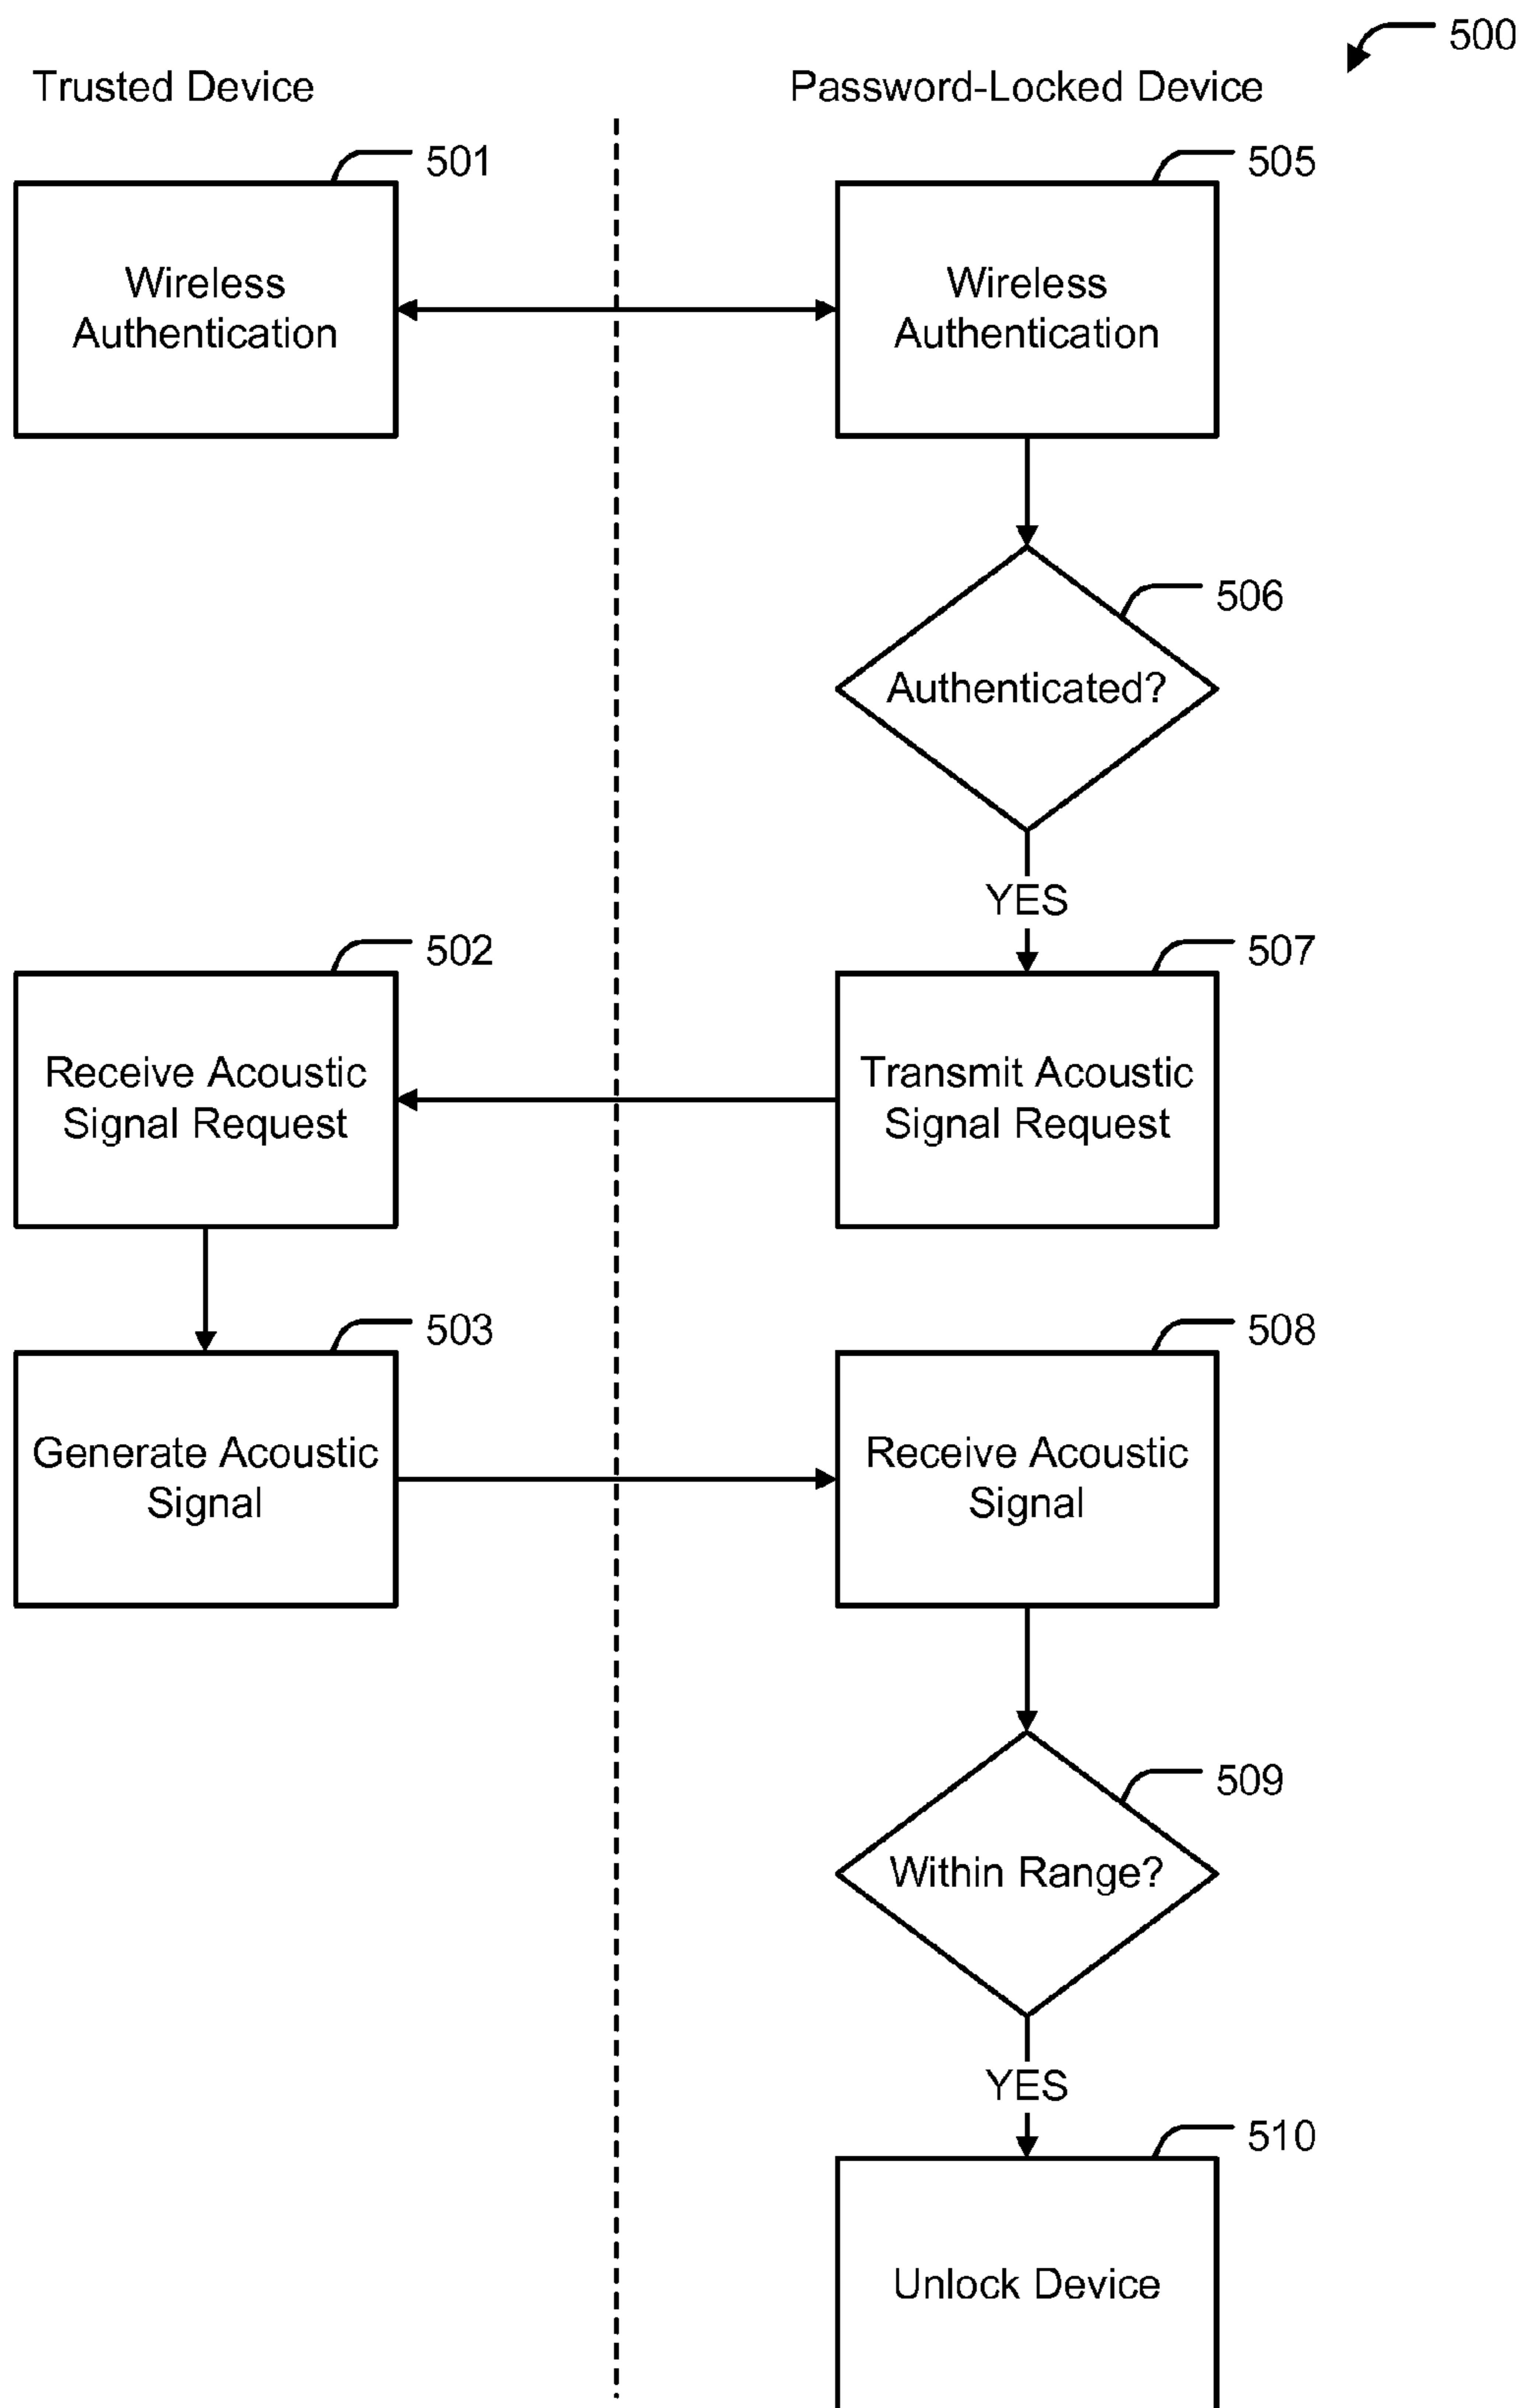 500
Trusted Device
Password-Locked Device
501
505
Wireless
Authentication
Wireless
Authentication
506
Authenticated?
YES
502
507
Receive Acoustic
Signal Request
Transmit Acoustic
Signal Request
503
508
Generate Acoustic
Signal
Receive Acoustic
Signal
509
Within Range?
YES
510
Unlock Device